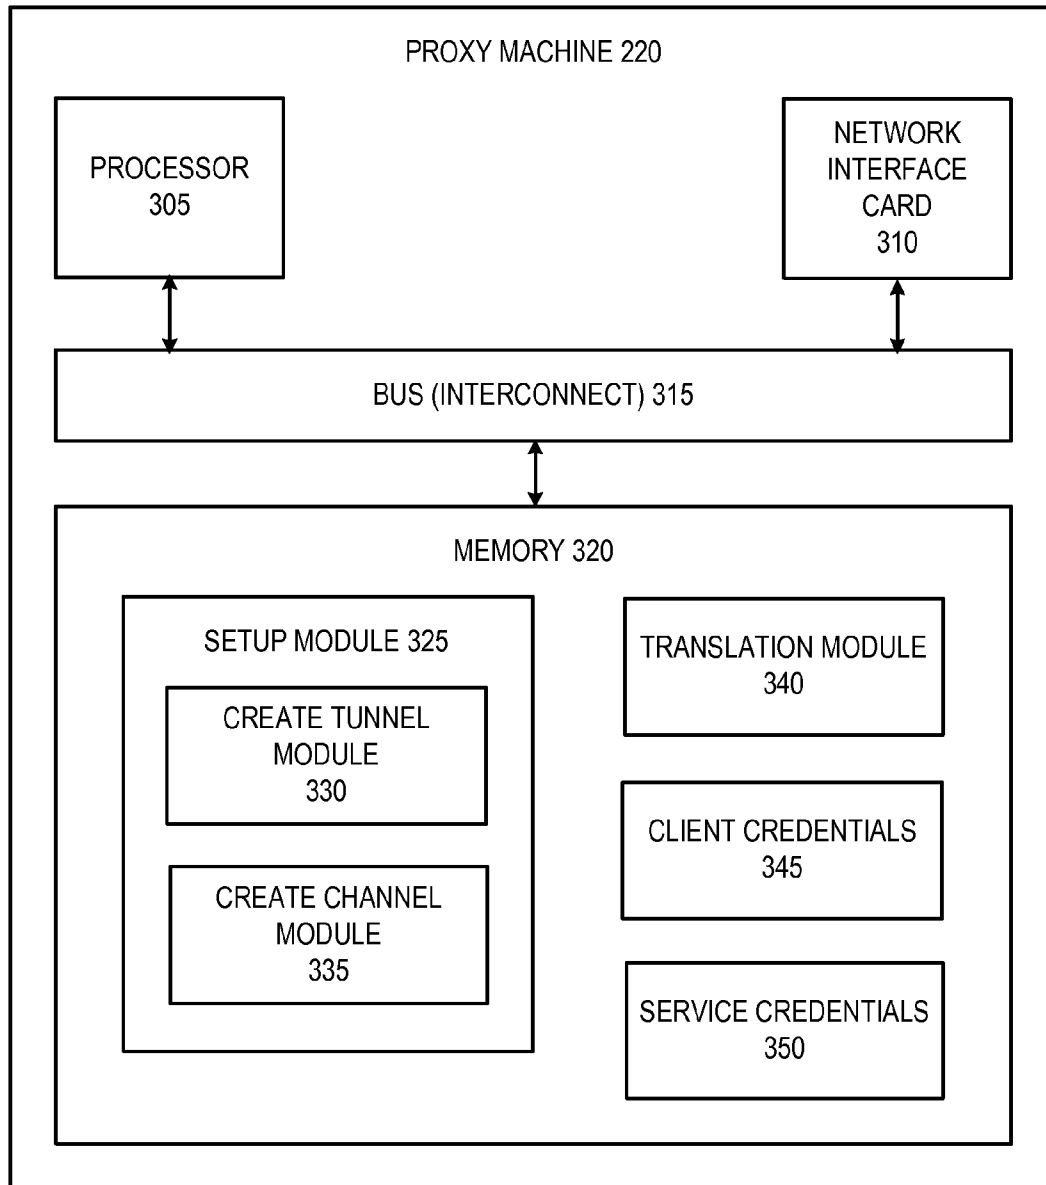 PROXY MACHINE 220
PROCESSOR
305
NETWORK
INTERFACE
CARD
310
BUS (INTERCONNECT) 315
MEMORY 320
SETUP MODULE 325
CREATE TUNNEL
MODULE
330
CREATE CHANNEL
MODULE
335
TRANSLATION MODULE
340
CLIENT CREDENTIALS
345
SERVICE CREDENTIALS
350